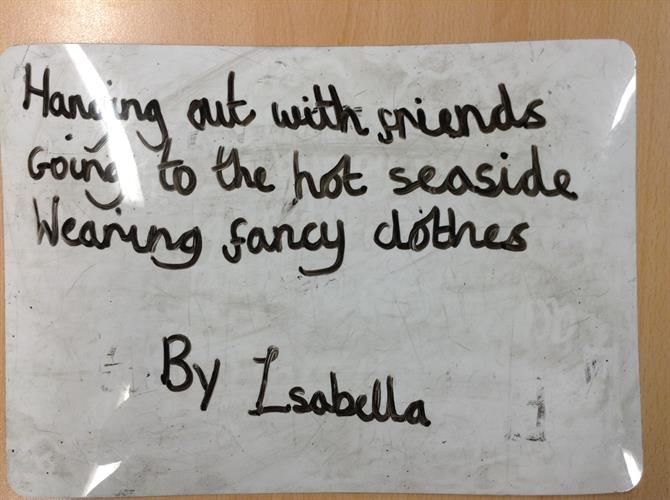 Hanging out with friends
Going to the hot seaside
Wearing fancy clothes
By Isabella